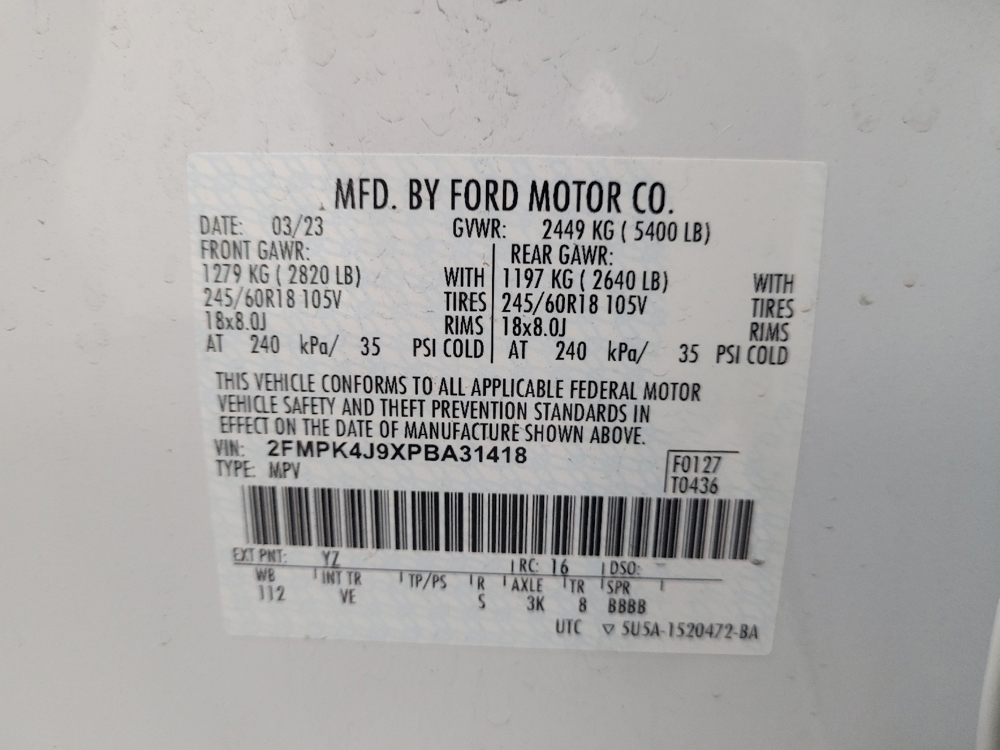 MFD. BY FORD MOTOR CO.
DATE: 03/23 GVWR: 2449 KG ( 5400 LB)
FRONT GAWR: REAR GAWR:
1279 KG ( 2820 LB) WITH 1197 KG ( 2640 LB) WITH
245/60R18 105V TIRES 245/60R18 105V TIRES
18x8.0J RIMS 18x8.0J RIMS
AT 240 kPa/ 35 PSI COLD AT 240 kPa/ 35 PSI COLD
THIS VEHICLE CONFORMS TO ALL APPLICABLE FEDERAL MOTOR
VEHICLE SAFETY AND THEFT PREVENTION STANDARDS IN
EFFECT ON THE DATE OF MANUFACTURE SHOWN ABOVE.
VIN: 2FMPK4J9XPBA31418
TYPE: MPV
F0127
T0436
EXT PNT: YZ RC: 16 DSO:
WB INT TR TP/PS R AXLE TR SPR
112 VE S 3K 8 BBBB
UTC ▽ 5U5A-1520472-BA